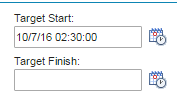 Target Start:
10/7/16 02:30:00
Target Finish: